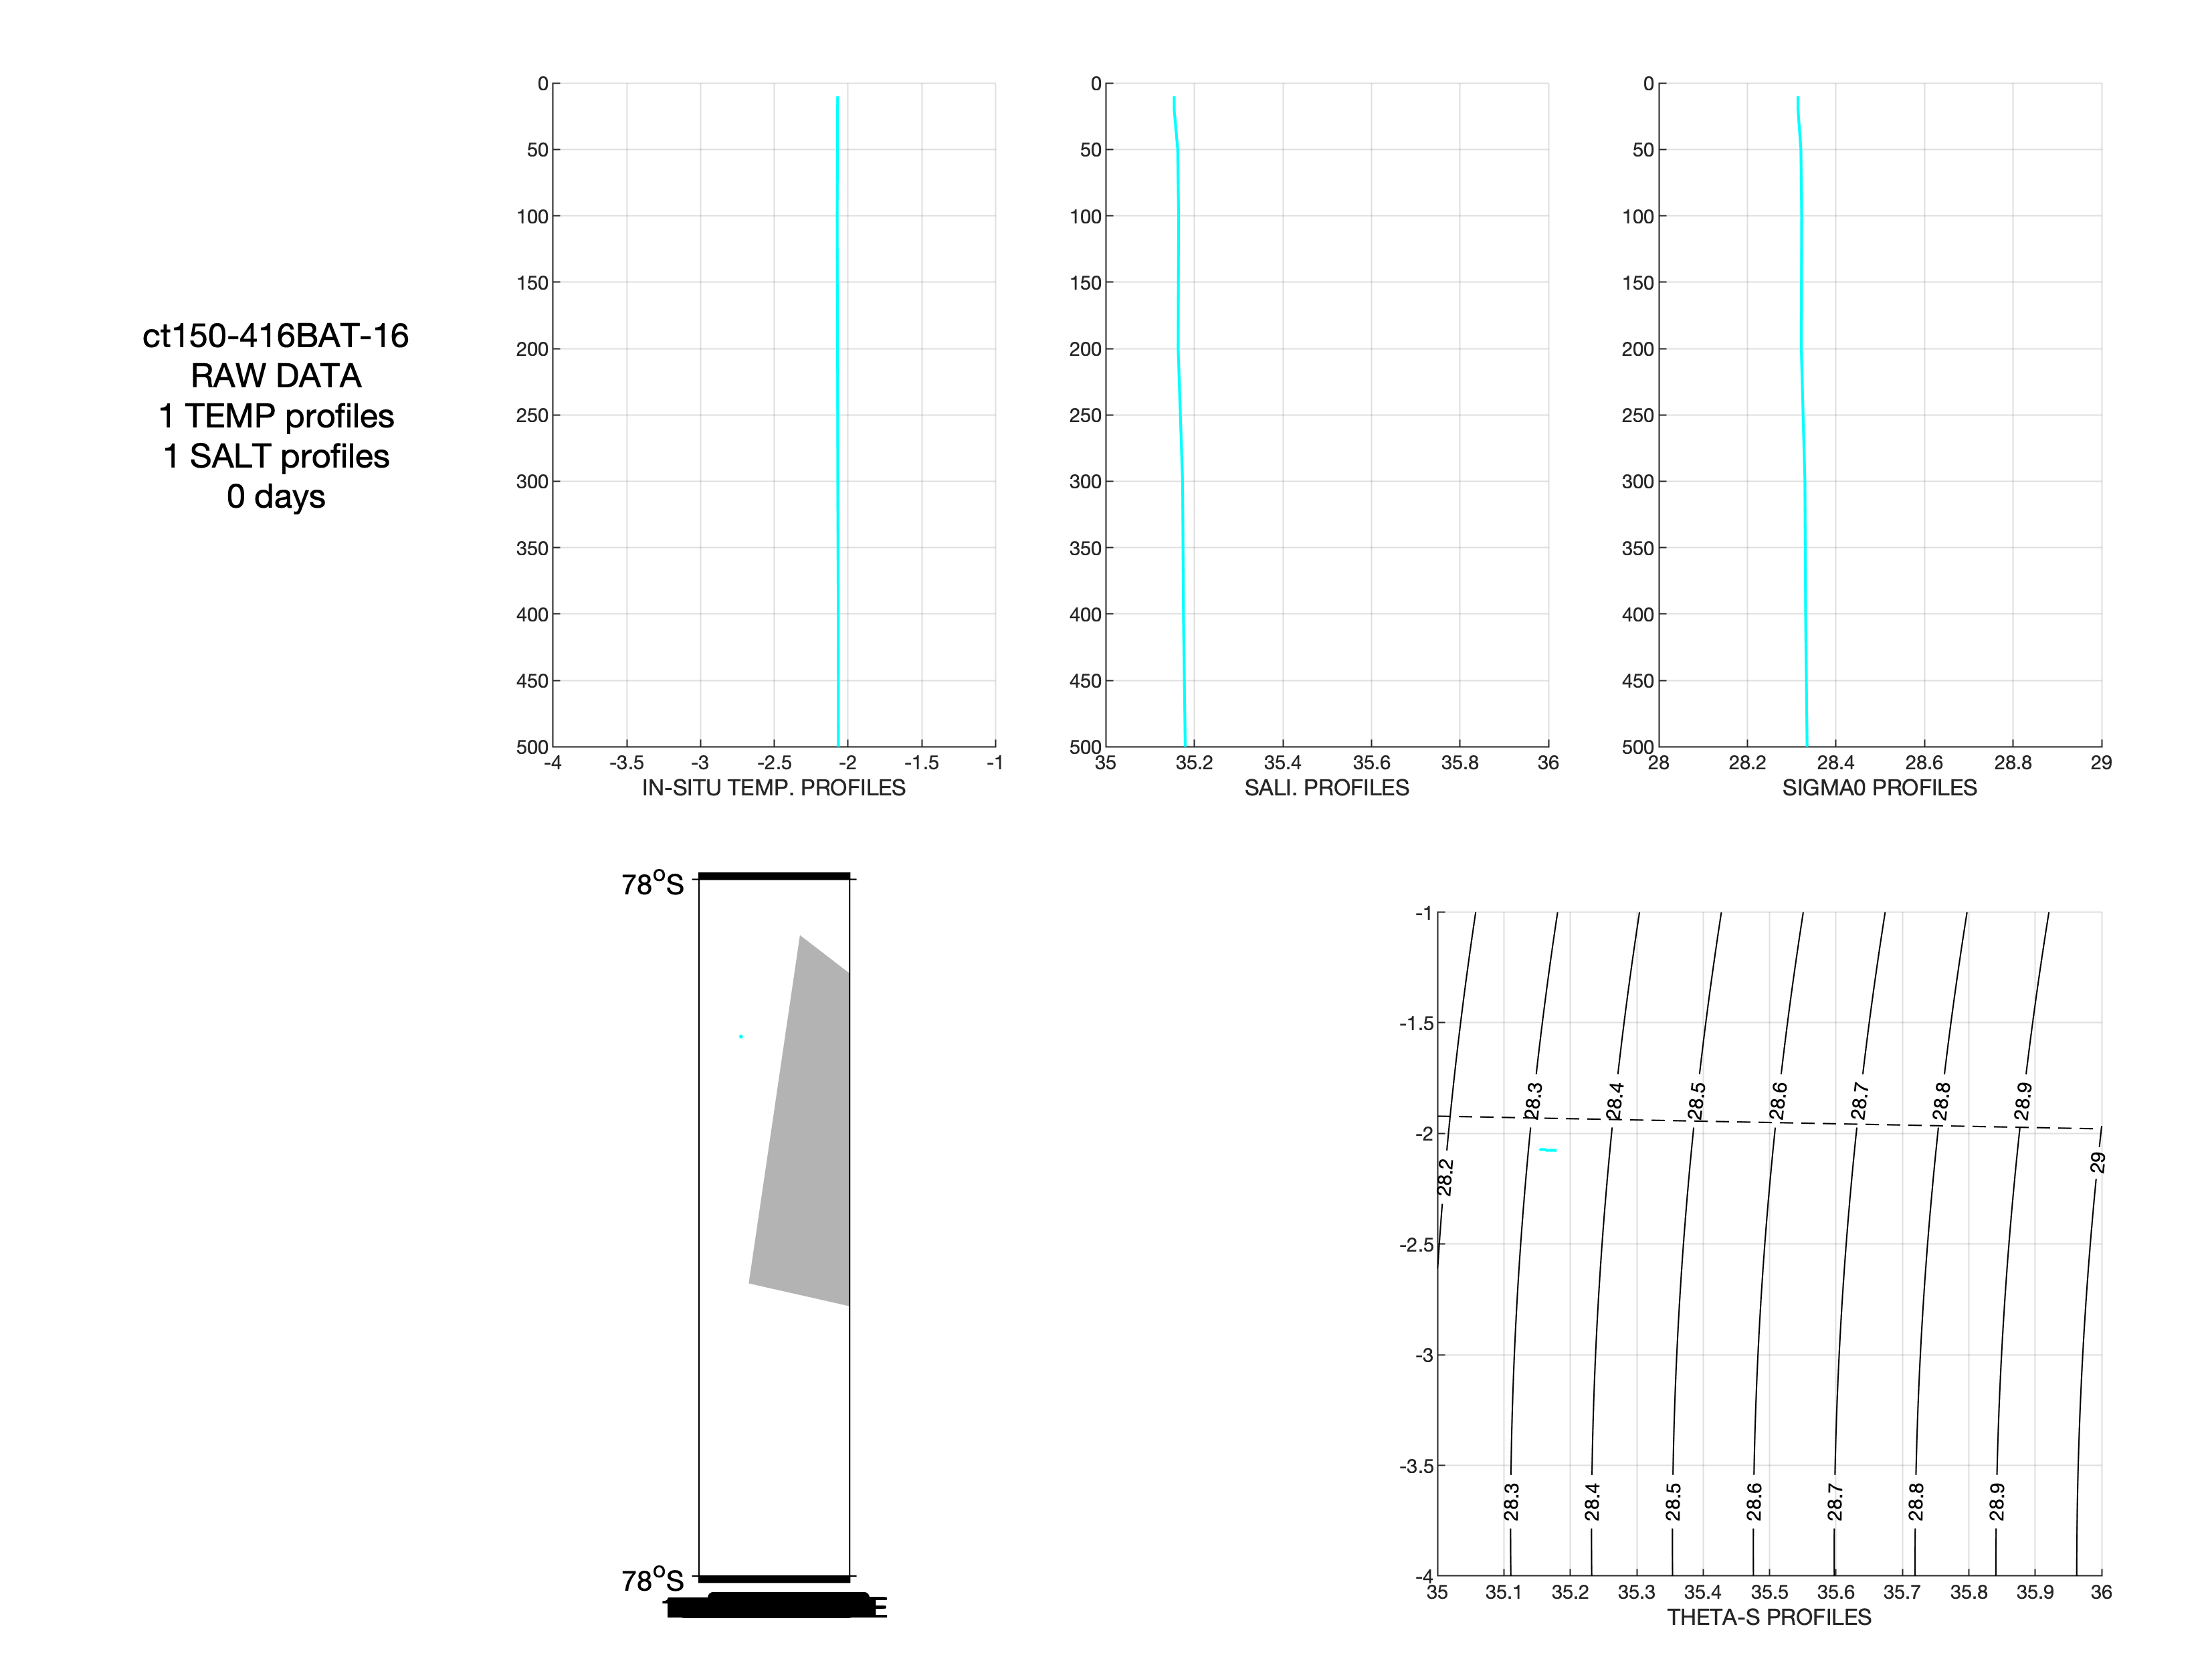 ct150-416BAT-16
RAW DATA
1 TEMP profiles
1 SALT profiles
0 days
0
50
100
150
200
250
300
350
400
450
500
-4 -3.5 -3 -2.5 -2 -1.5 -1
IN-SITU TEMP. PROFILES
0
50
100
150
200
250
300
350
400
450
500
35 35.2 35.4 35.6 35.8 36
SALI. PROFILES
0
50
100
150
200
250
300
350
400
450
500
28 28.2 28.4 28.6 28.8 29
SIGMA0 PROFILES
78°S
78°S
-1
-1.5
-2
-2.5
-3
-3.5
-4
28.3 28.4 28.5 28.6 28.7 28.8 28.9
28.2 29
28.3 28.4 28.5 28.6 28.7 28.8 28.9
35 35.1 35.2 35.3 35.4 35.5 35.6 35.7 35.8 35.9 36
THETA-S PROFILES